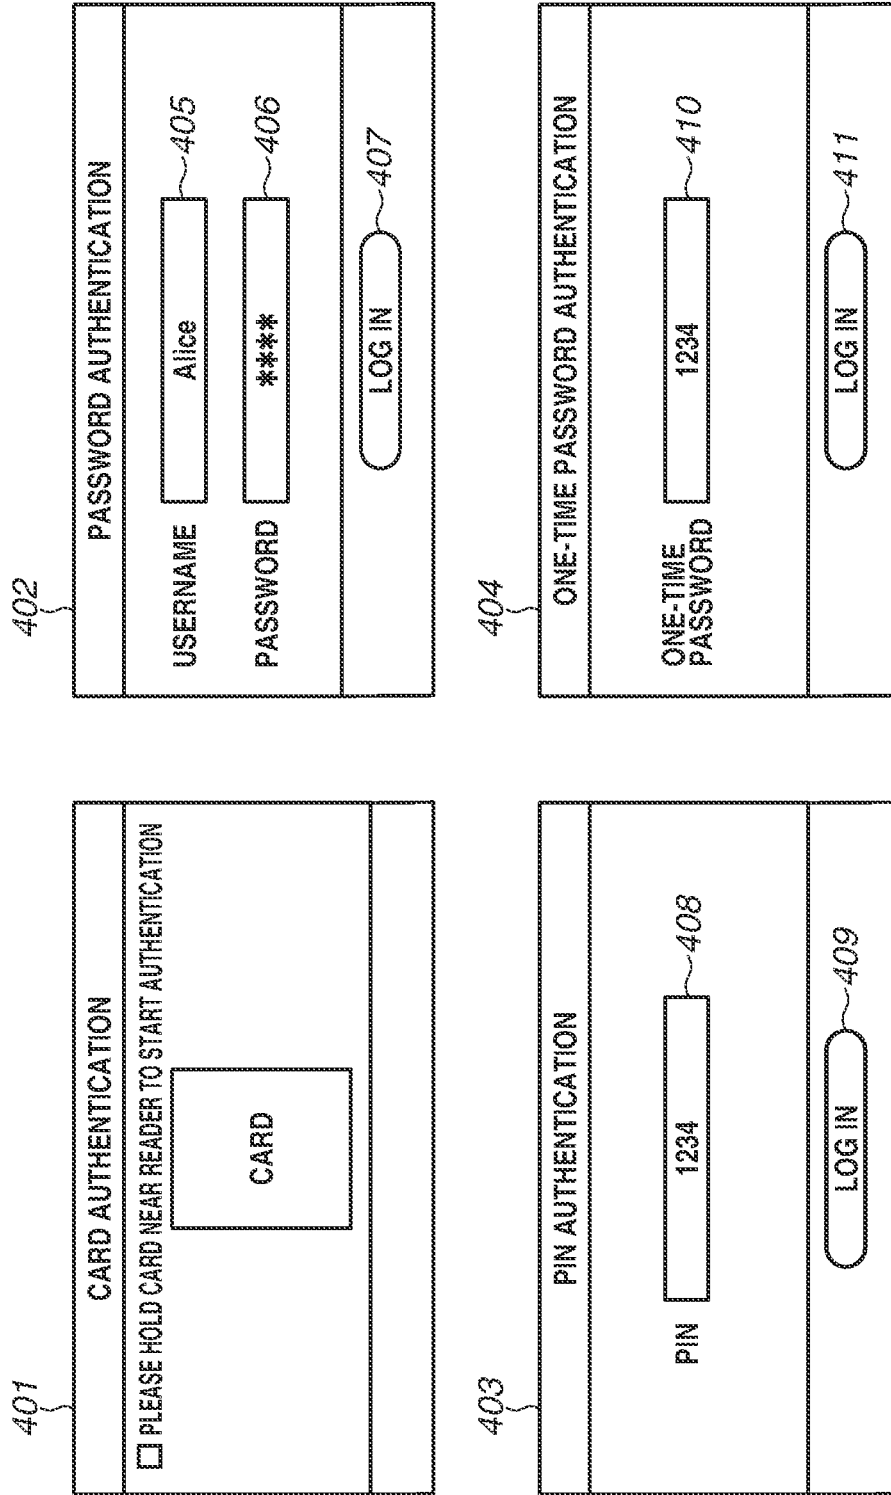 401
CARD AUTHENTICATION
☐ PLEASE HOLD CARD NEAR READER TO START AUTHENTICATION
CARD
402
PASSWORD AUTHENTICATION
USERNAME
Alice
405
PASSWORD
****
406
LOG IN
407
403
PIN AUTHENTICATION
PIN
1234
408
LOG IN
409
404
ONE-TIME PASSWORD AUTHENTICATION
ONE-TIME
PASSWORD
1234
410
LOG IN
411